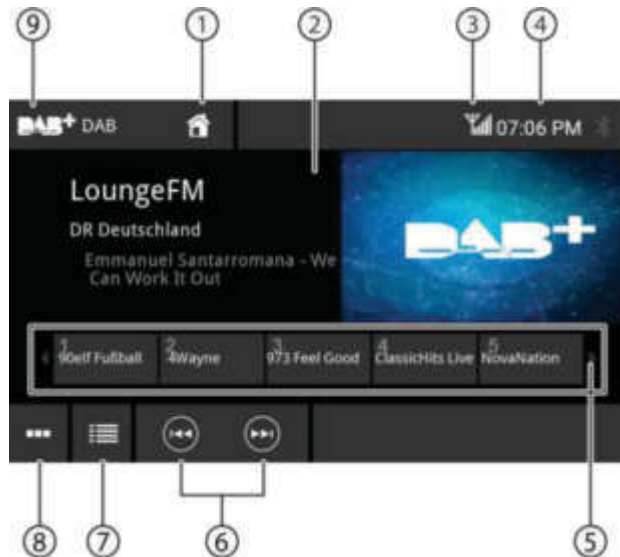 9 1 2 3 4
DAB+ DAB 07:06 PM
LoungeFM
DR Deutschland
Emmanuel Santarromana - We
Can Work It Out
DAB+
1 2 3 4 5
90elf Fußball 4Wayne 973 Feel Good ClassicHits Live NovaNation
8 7 6 5